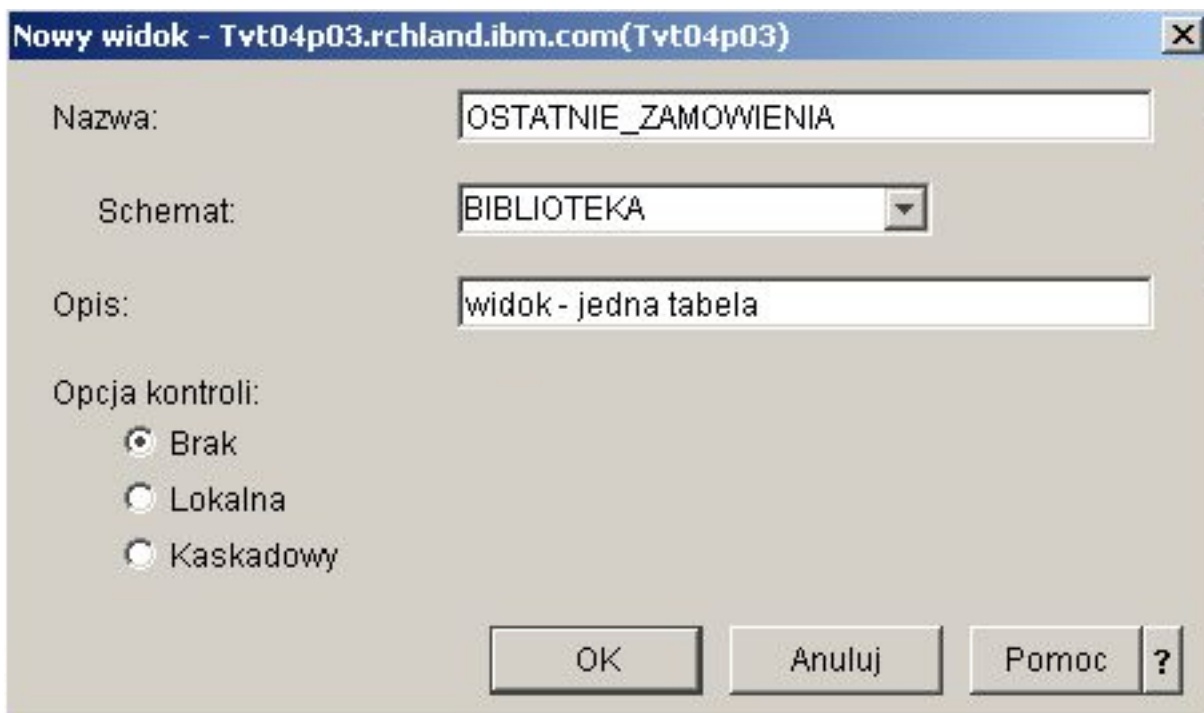 Nowy widok - Tvt04p03.rchland.ibm.com(Tvt04p03)
Nazwa: OSTATNIE_ZAMOWIENIA
Schemat: BIBLIOTEKA
Opis: widok - jedna tabela
Opcja kontroli:
Brak
Lokalna
Kaskadowy
OK Anuluj Pomoc ?